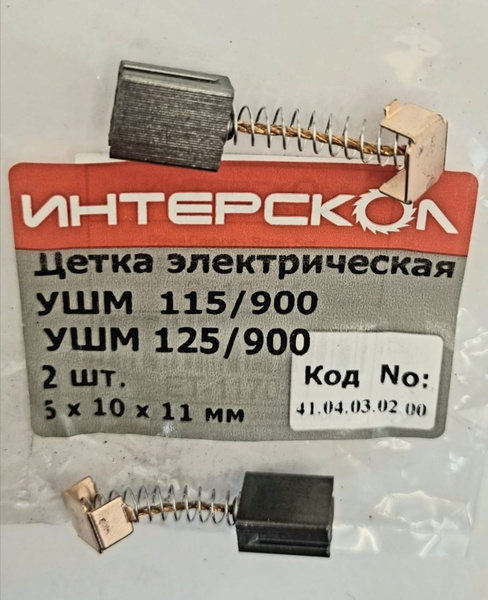 ИНТЕРСКОЛ
Щетка электрическая
УШМ 115/900
УШМ 125/900
2 шт.
5 x 10 x 11 мм
Код No:
41.04.03.02.00